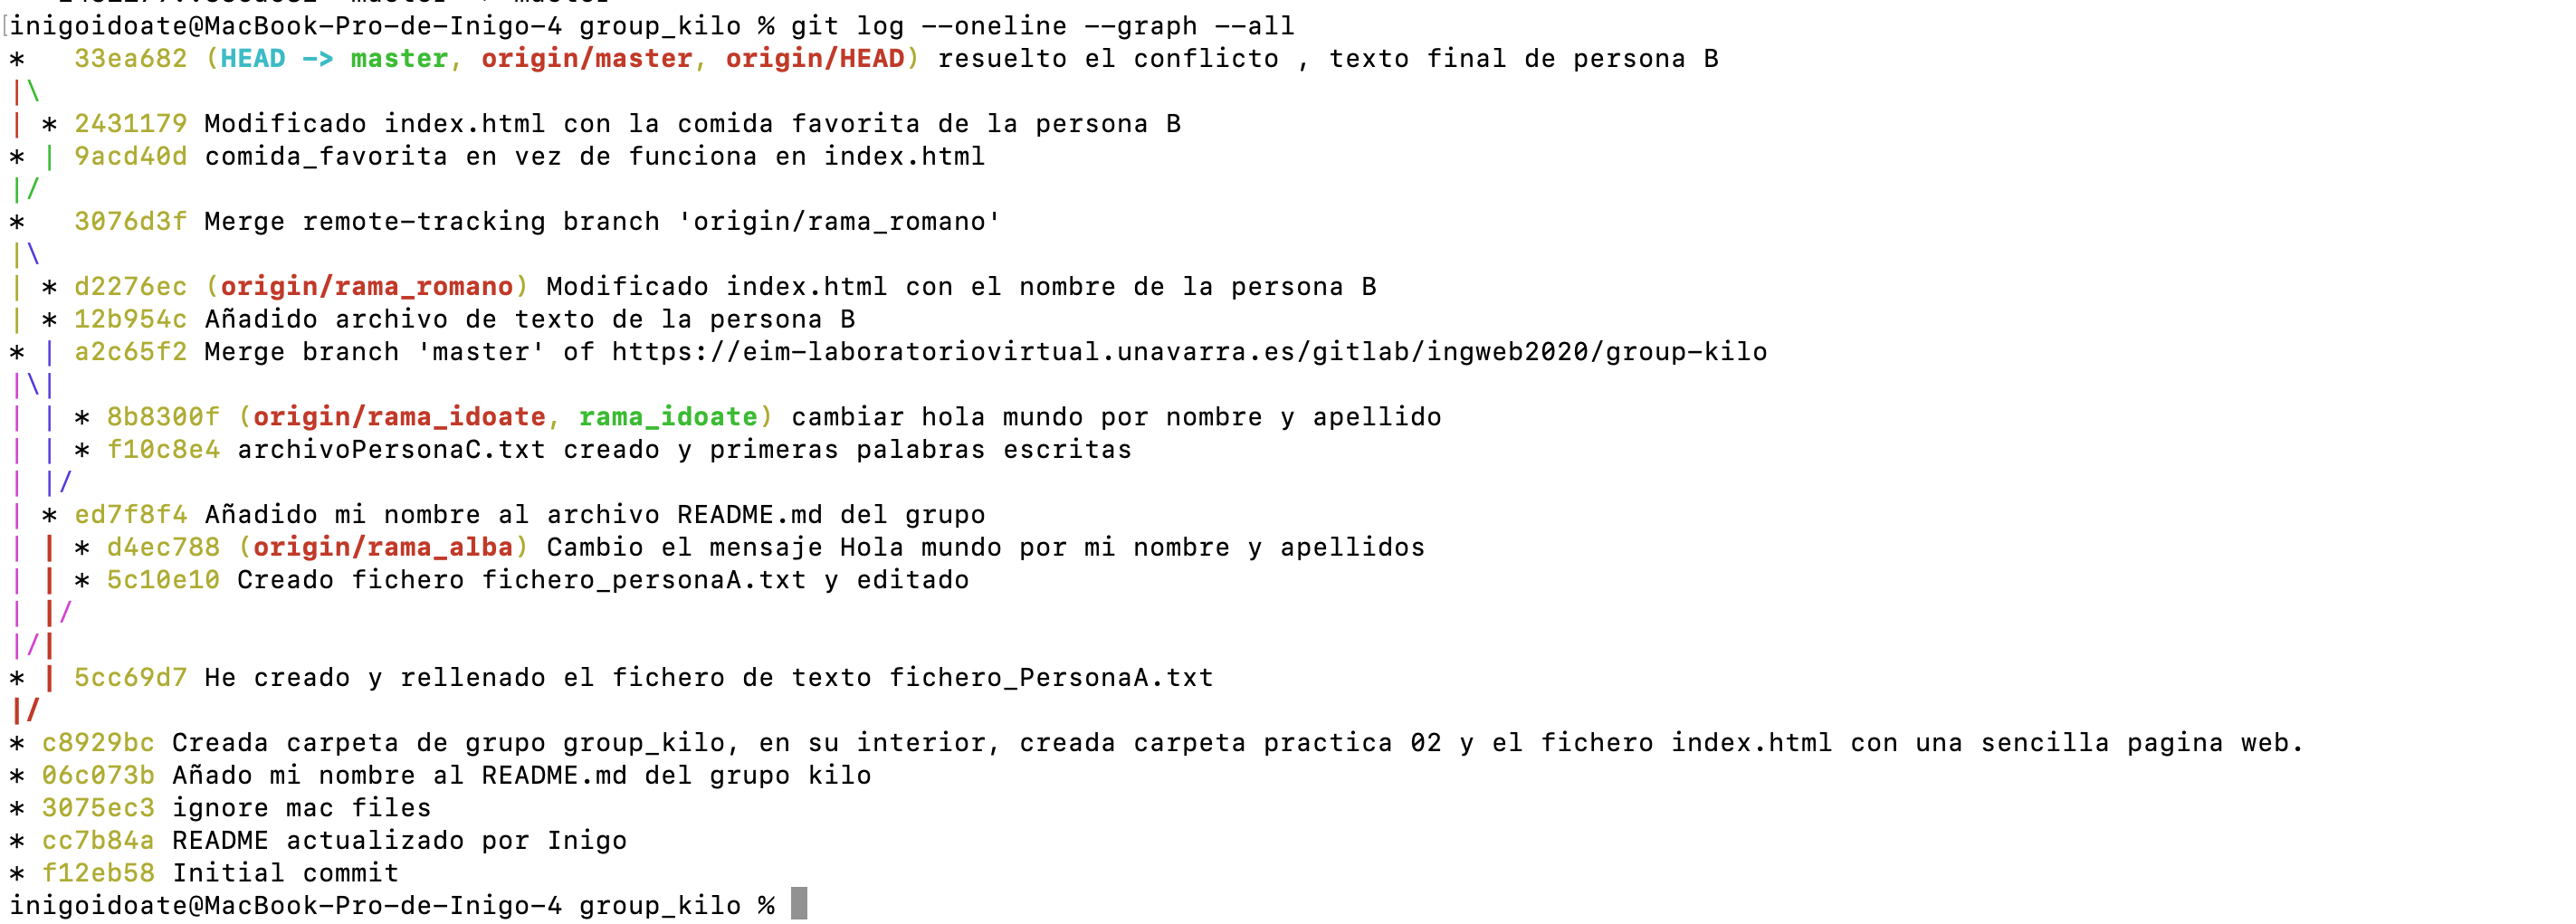 inigoidoate@MacBook-Pro-de-Inigo-4 group_kilo % git log --oneline --graph --all
*   33ea682 (HEAD -> master, origin/master, origin/HEAD) resuelto el conflicto , texto final de persona B
|\
| * 2431179 Modificado index.html con la comida favorita de la persona B
* | 9acd40d comida_favorita en vez de funciona en index.html
|/
*   3076d3f Merge remote-tracking branch 'origin/rama_romano'
|\
| * d2276ec (origin/rama_romano) Modificado index.html con el nombre de la persona B
| * 12b954c Añadido archivo de texto de la persona B
* | a2c65f2 Merge branch 'master' of https://eim-laboratoriovirtual.unavarra.es/gitlab/ingweb2020/group-kilo
|\|
| | * 8b8300f (origin/rama_idoate, rama_idoate) cambiar hola mundo por nombre y apellido
| | * f10c8e4 archivoPersonaC.txt creado y primeras palabras escritas
| |/
| * ed7f8f4 Añadido mi nombre al archivo README.md del grupo
| | * d4ec788 (origin/rama_alba) Cambio el mensaje Hola mundo por mi nombre y apellidos
| | * 5c10e10 Creado fichero fichero_personaA.txt y editado
| |/
|/|
* | 5cc69d7 He creado y rellenado el fichero de texto fichero_PersonaA.txt
|/
* c8929bc Creada carpeta de grupo group_kilo, en su interior, creada carpeta practica 02 y el fichero index.html con una sencilla pagina web.
* 06c073b Añado mi nombre al README.md del grupo kilo
* 3075ec3 ignore mac files
* cc7b84a README actualizado por Inigo
* f12eb58 Initial commit
inigoidoate@MacBook-Pro-de-Inigo-4 group_kilo %